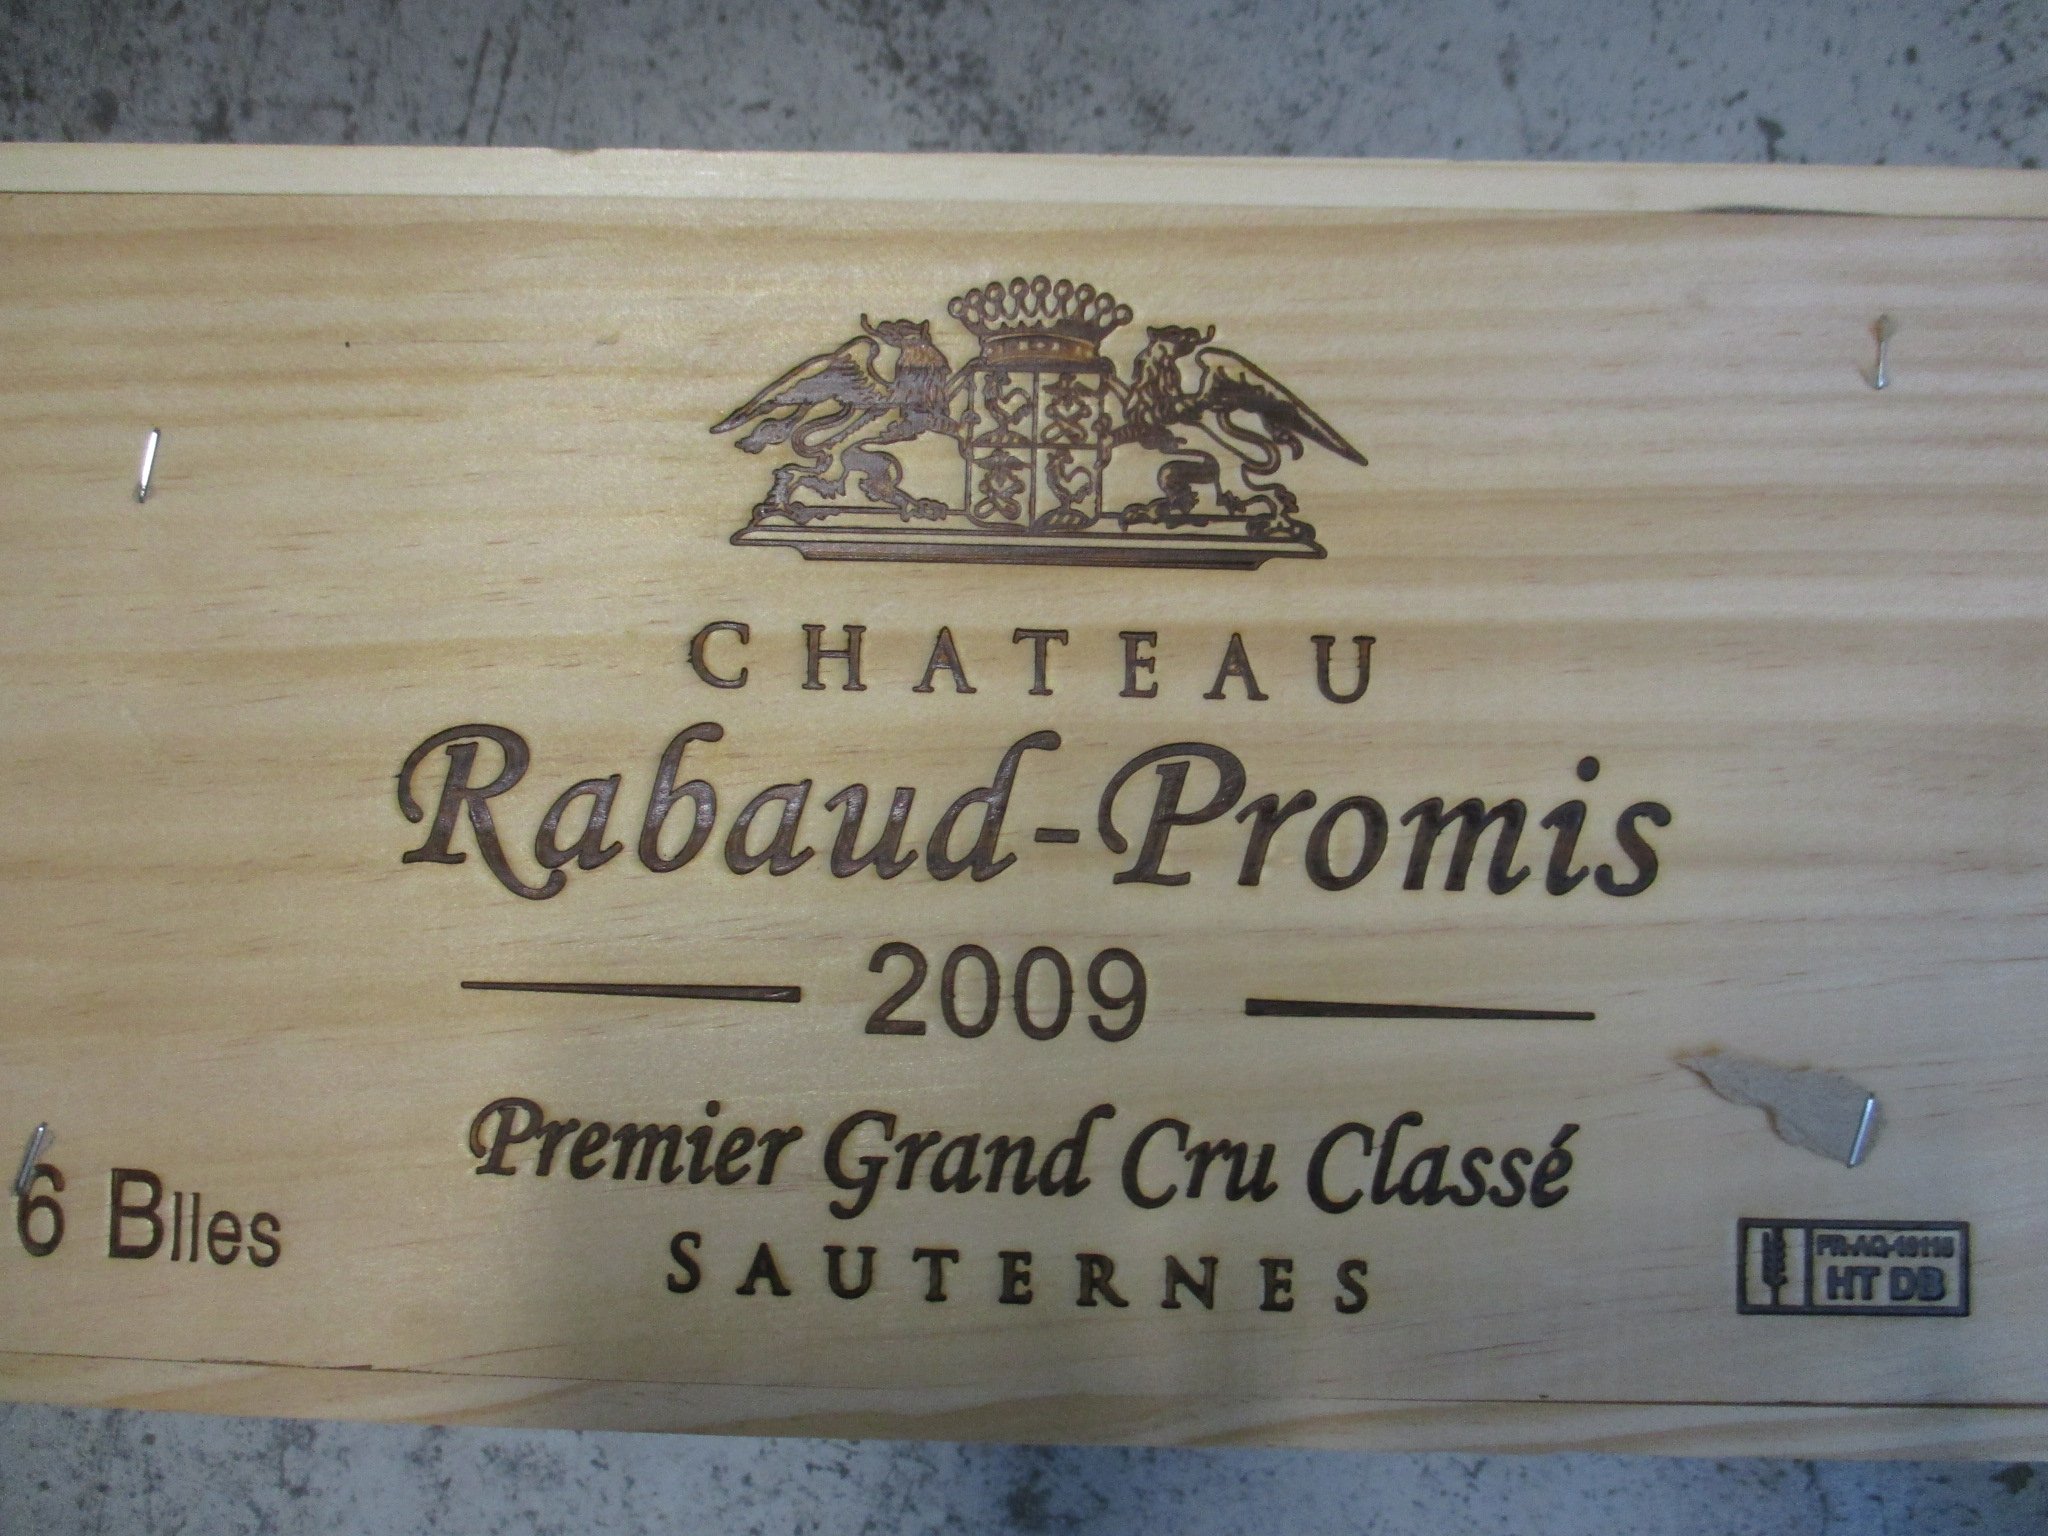 CHATEAU
Rabaud-Promis
2009
Premier Grand Cru Classé
SAUTERNES
6 Blles
HT DB